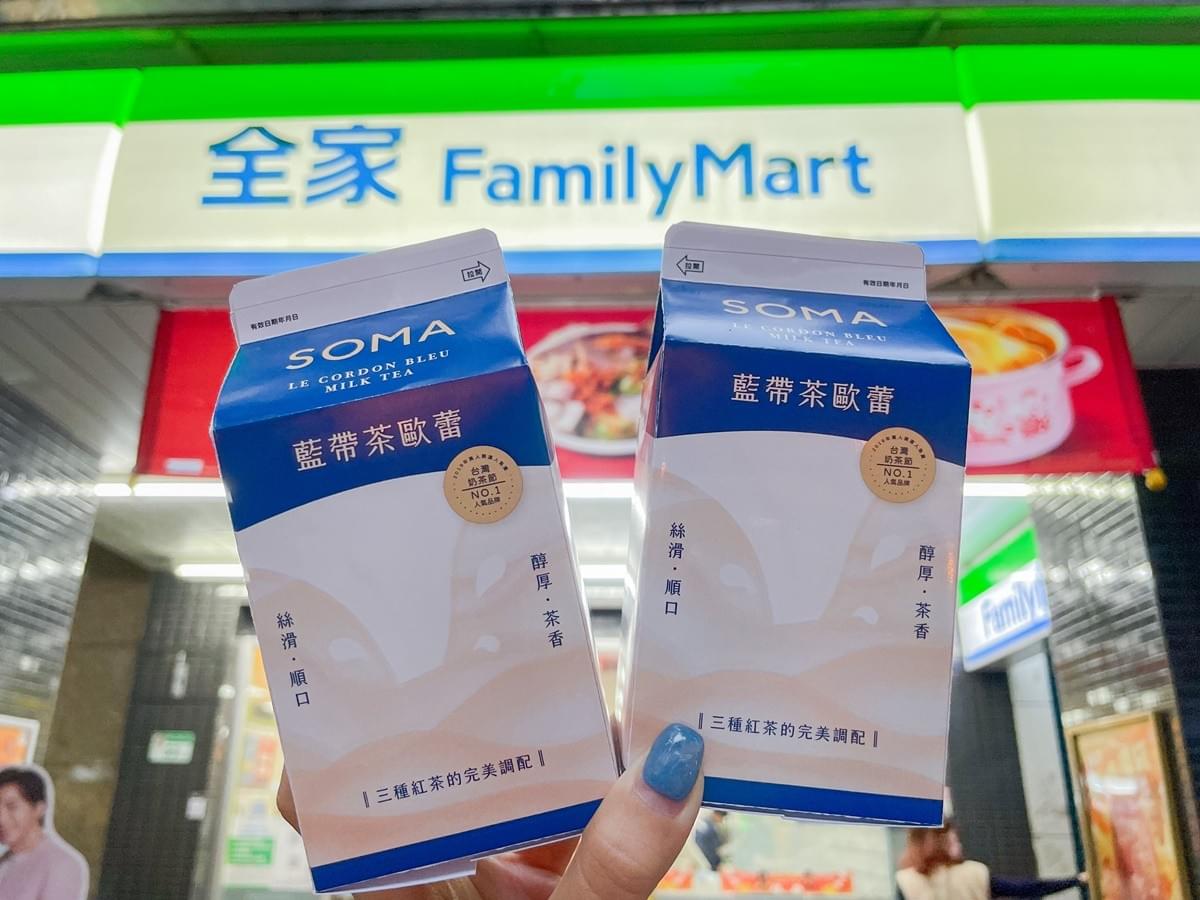 全家 FamilyMart
拉開
有效日期年月日
SOMA
LE CORDON BLEU
MILK TEA
藍帶茶歐蕾
台灣
奶茶節
NO.1
人氣品牌
絲滑·順口
醇厚·茶香
三種紅茶的完美調配
拉開
有效日期年月日
SOMA
LE CORDON BLEU
MILK TEA
藍帶茶歐蕾
台灣
奶茶節
NO.1
人氣品牌
絲滑·順口
醇厚·茶香
三種紅茶的完美調配
Family